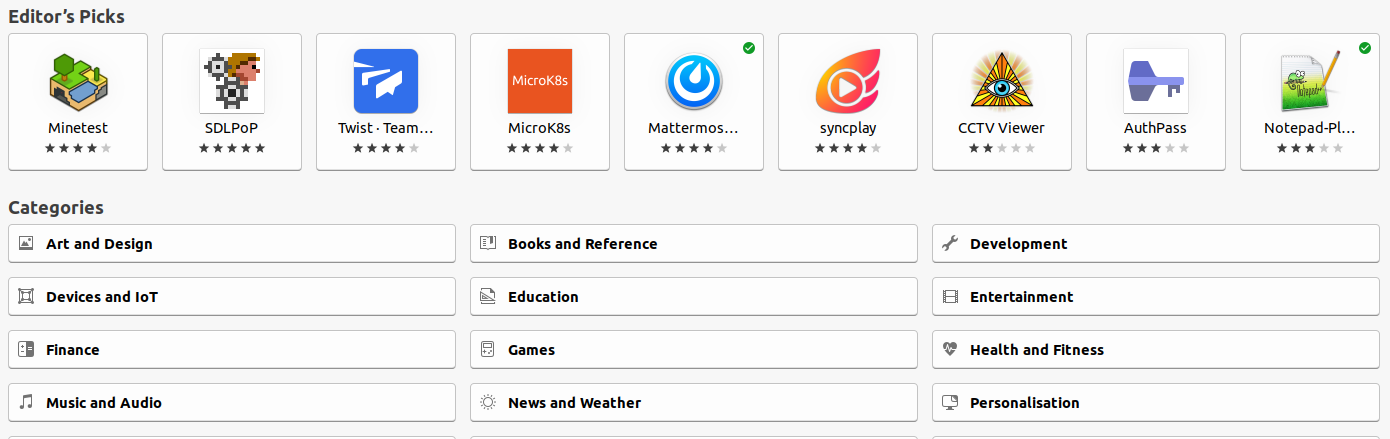 Editor's Picks
MicroK8s
Notepad+
Minetest
SDLPoP
Twist · Team…
MicroK8s
Mattermos…
syncplay
CCTV Viewer
AuthPass
Notepad-Pl…
Categories
Art and Design
Books and Reference
Development
Devices and IoT
Education
Entertainment
Finance
Games
Health and Fitness
Music and Audio
News and Weather
Personalisation